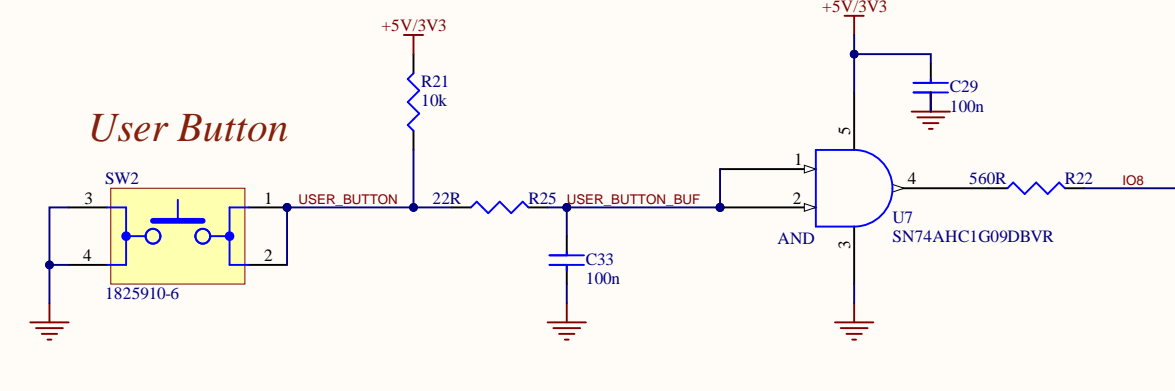 +5V/3V3
+5V/3V3
R21
10k
C29
100n
User Button
5
SW2
1
3
1
USER_BUTTON
22R
R25
USER_BUTTON_BUF
2
4
560R
R22
IO8
U7
SN74AHC1G09DBVR
AND
3
4
2
C33
100n
1825910-6